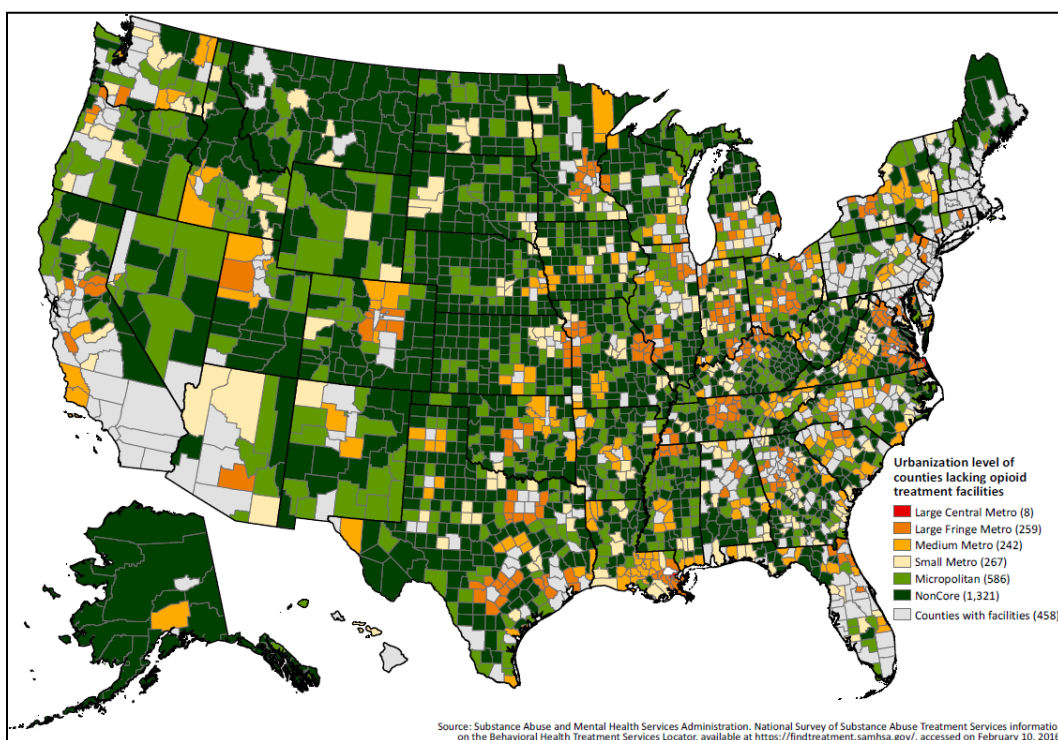 Urbanization level of
counties lacking opioid
treatment facilities
Large Central Metro (8)
Large Fringe Metro (259)
Medium Metro (242)
Small Metro (267)
Micropolitan (586)
NonCore (1,321)
Counties with facilities (458)
Source: Substance Abuse and Mental Health Services Administration. National Survey of Substance Abuse Treatment Services information
on the Behavioral Health Treatment Services Locator, available at https://findtreatment.samhsa.gov/, accessed on February 10, 2016